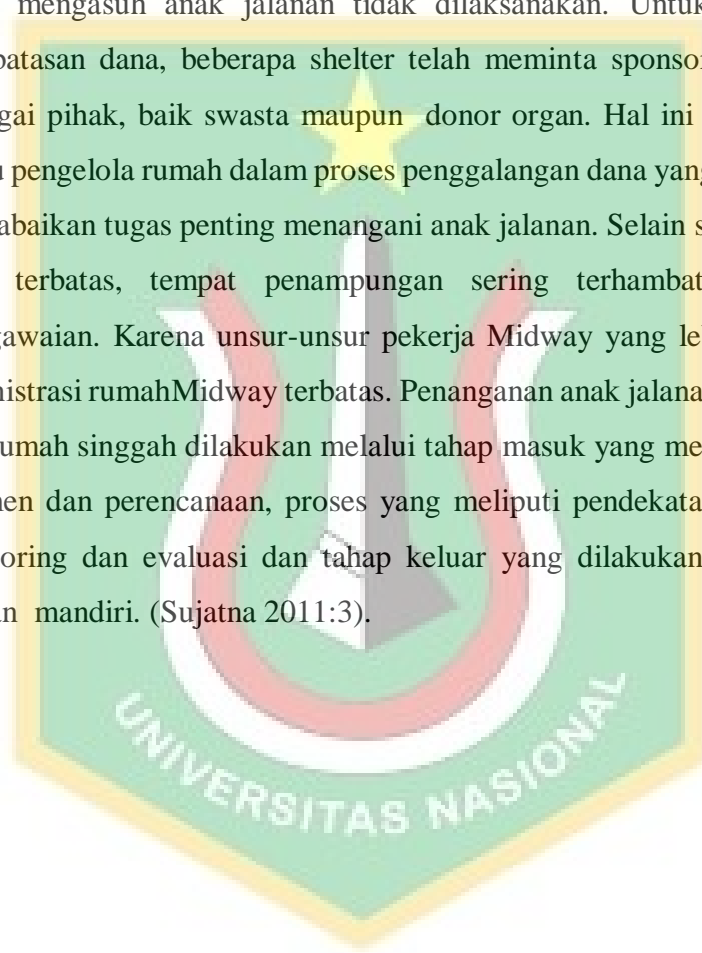 mengasuh anak jalanan tidak dilaksanakan. Untuk
batasan dana, beberapa shelter telah meminta sponsor
gai pihak, baik swasta maupun donor organ. Hal ini
u pengelola rumah dalam proses penggalangan dana yang
abaikan tugas penting menangani anak jalanan. Selain s
terbatas, tempat penampungan sering terhambat
gawaian. Karena unsur-unsur pekerja Midway yang le
nistrasi rumahMidway terbatas. Penanganan anak jalana
rumah singgah dilakukan melalui tahap masuk yang me
nen dan perencanaan, proses yang meliputi pendekata
oring dan evaluasi dan tahap keluar yang dilakukan
n mandiri. (Sujatna 2011:3).
UNIVERSITAS NASIONAL